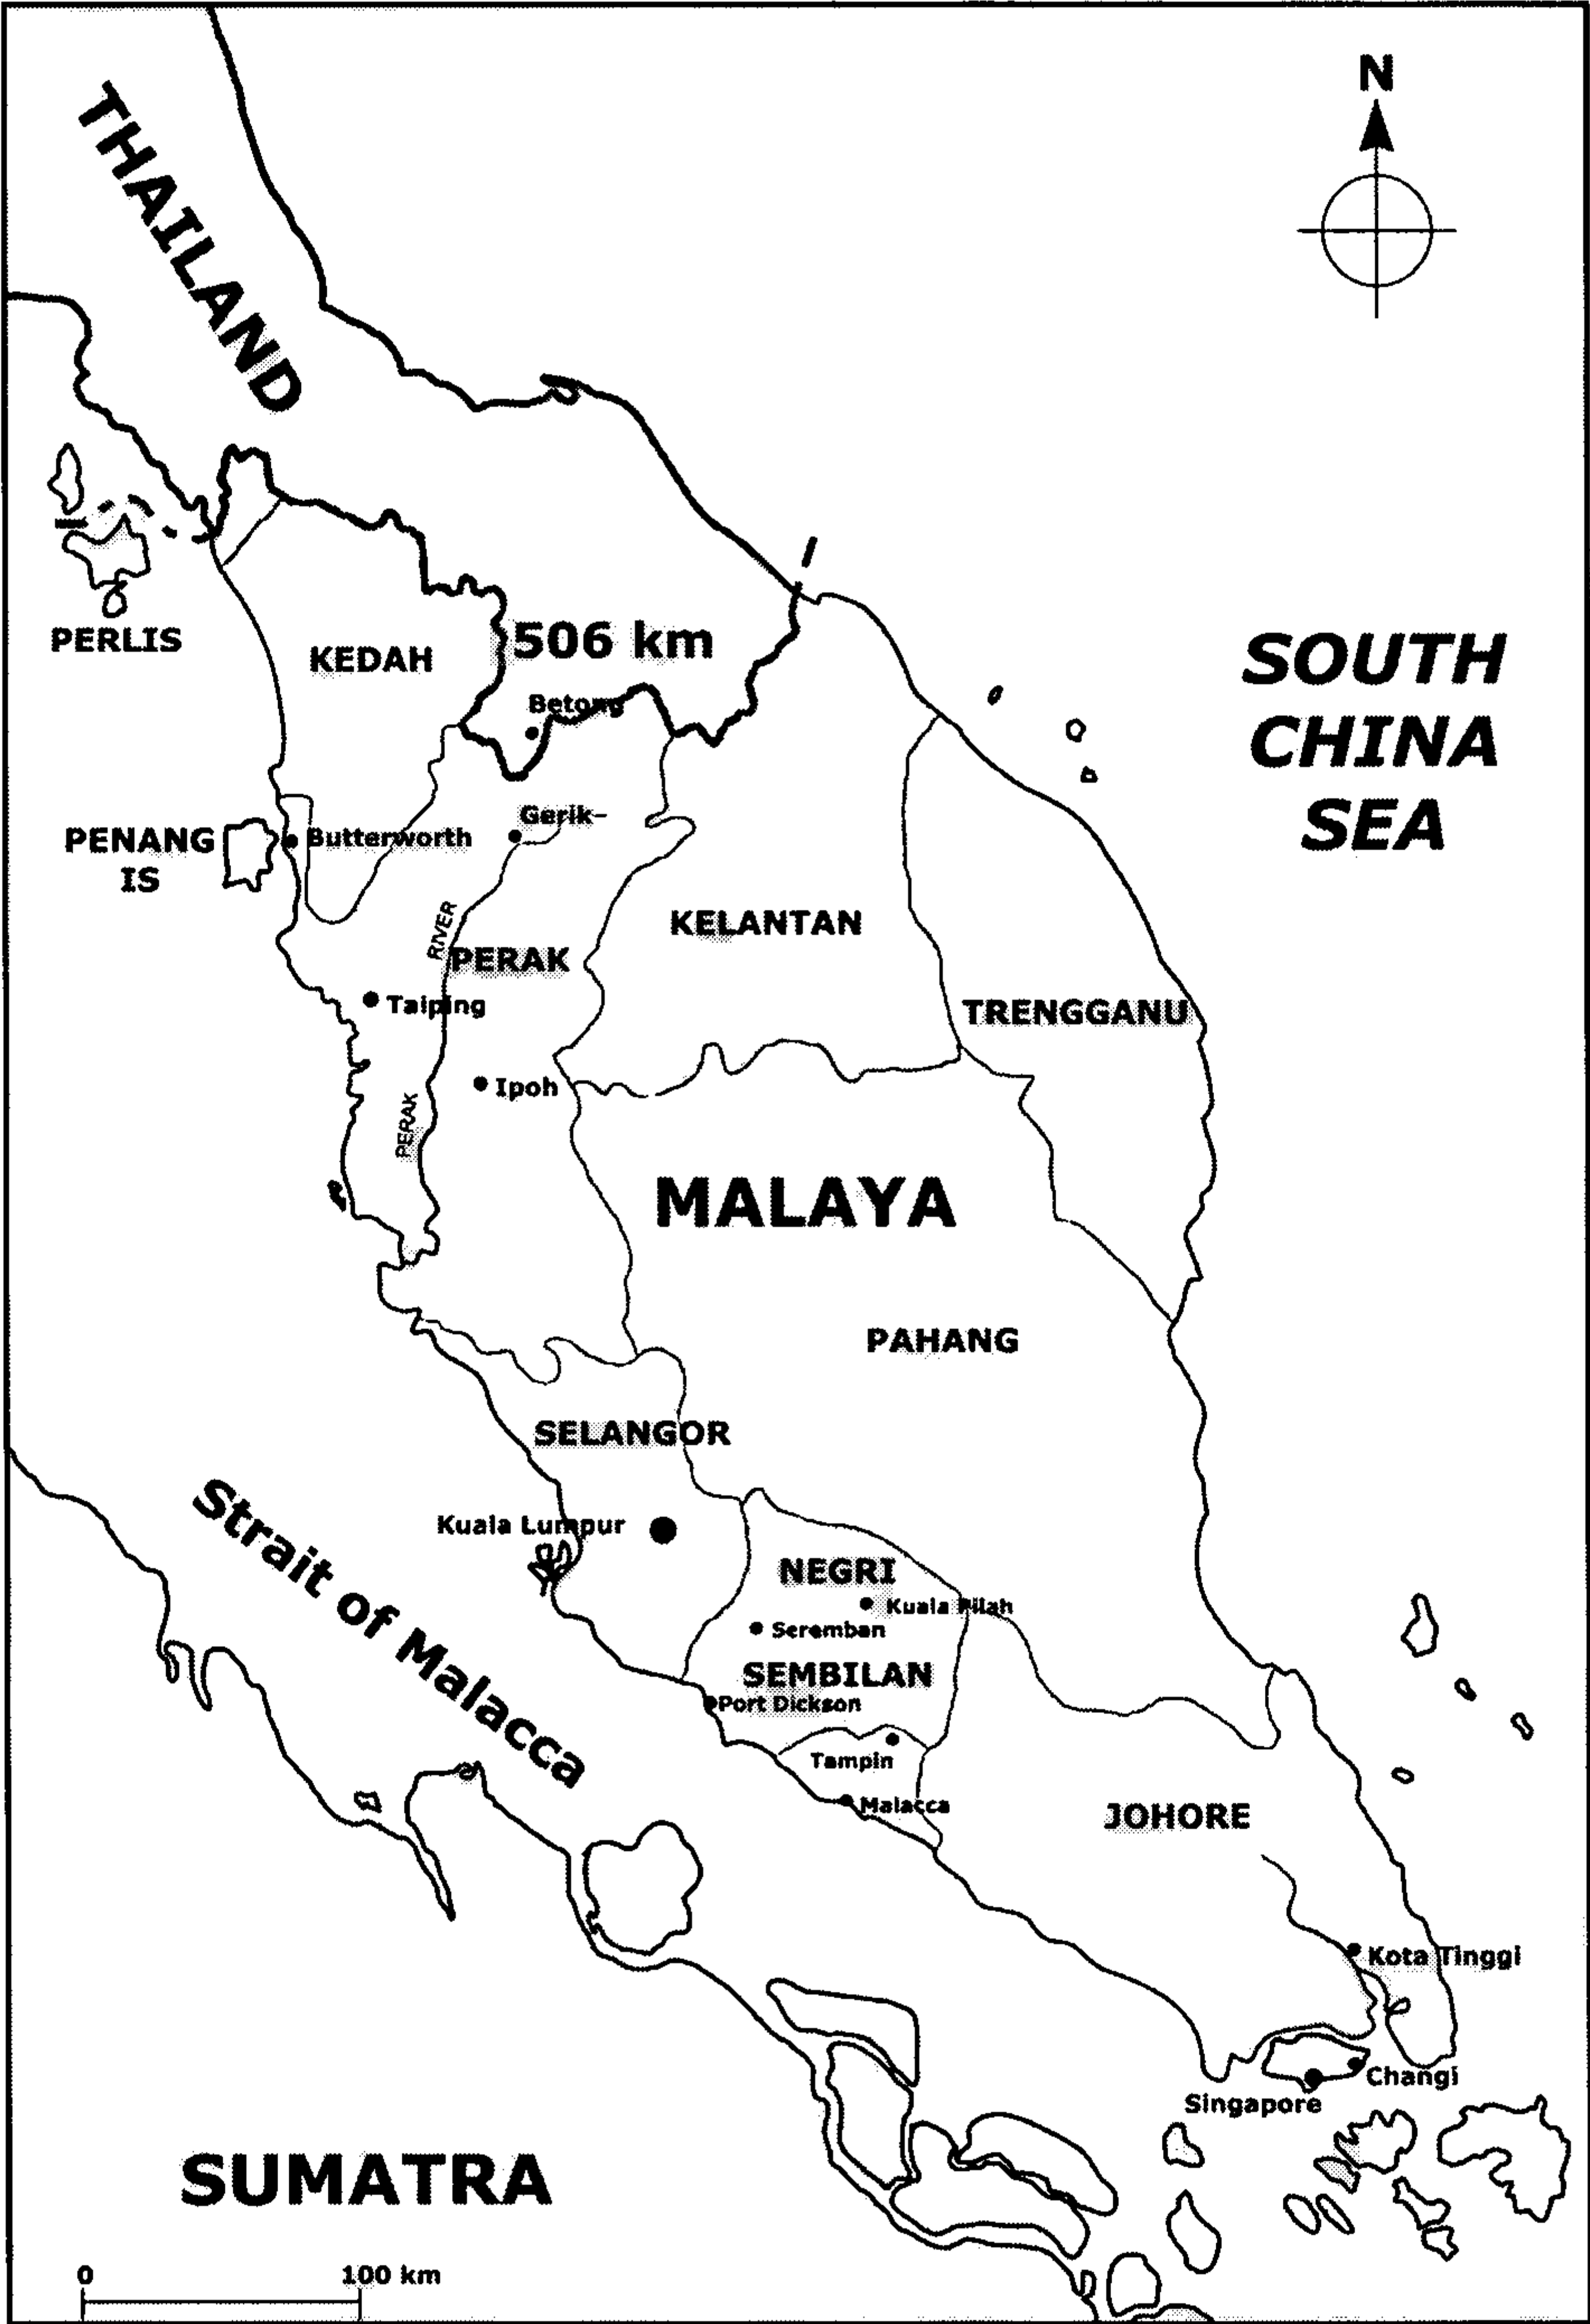 N
THAILAND
PERLIS
KEDAH
506 km
Betong
SOUTH
CHINA
SEA
PENANG
IS
Butterworth
Gerik-
RIVER
PERAK
KELANTAN
Taiping
TRENGGANU
Ipoh
PERAK
MALAYA
PAHANG
SELANGOR
Strait of Malacca
Kuala Lumpur
NEGRI
Kuala Pilah
Seremban
SEMBILAN
Port Dickson
Tampin
Malacca
JOHORE
Kota Tinggi
Changi
Singapore
SUMATRA
0 100 km